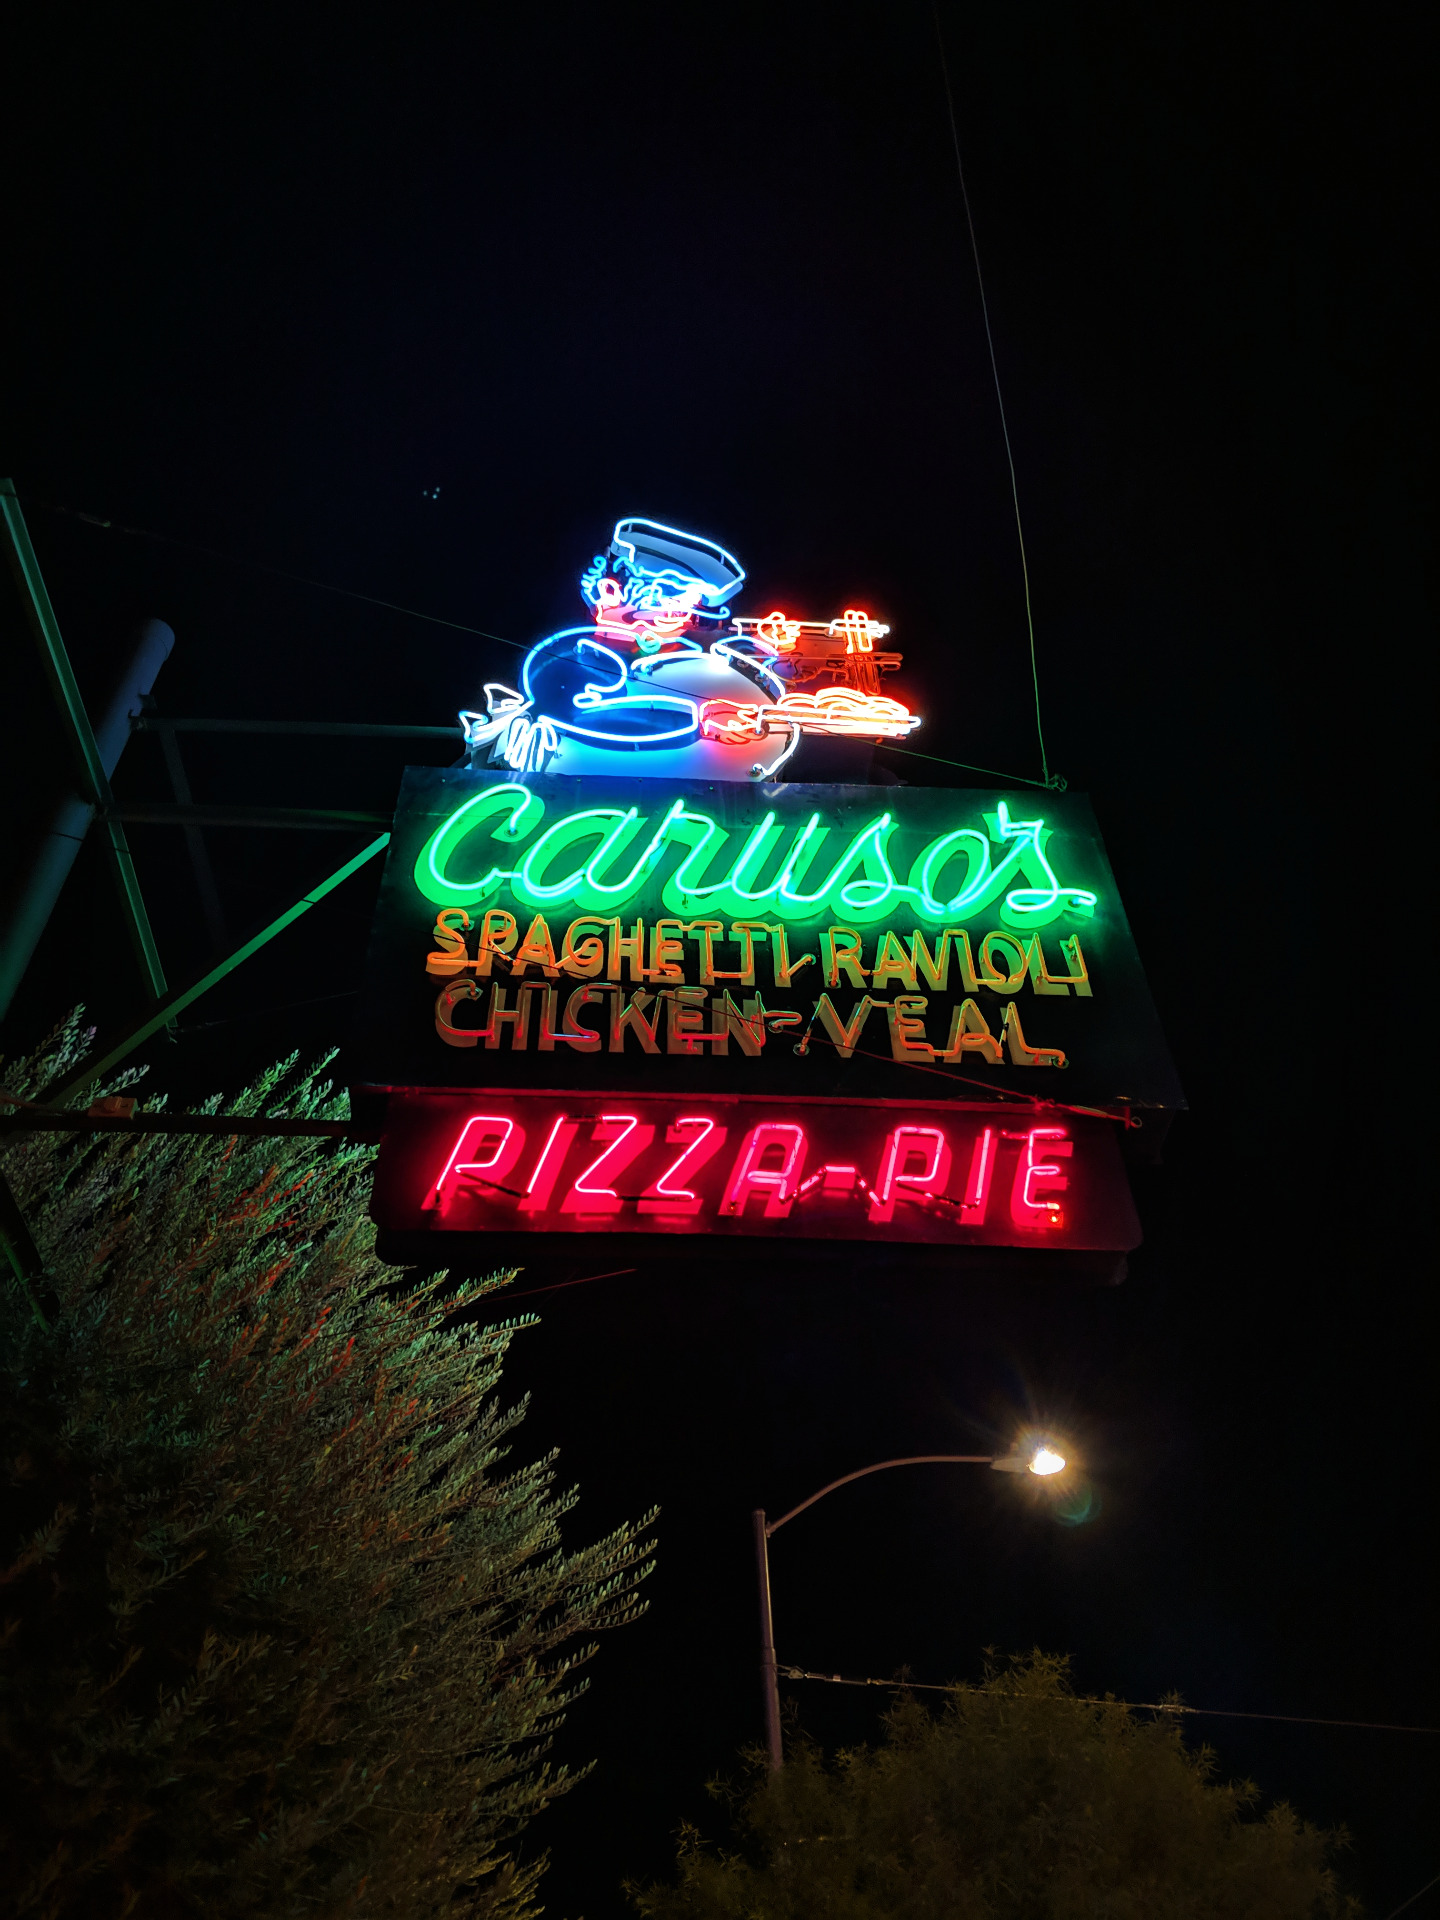 Caruso's
SPAGHETTI-RAVIOLI
CHICKEN-VEAL
PIZZA-PIE